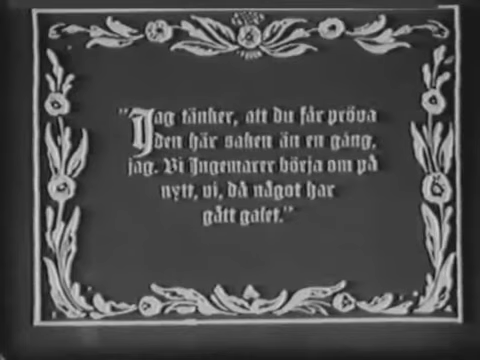 "Jag tänker, att du får pröva
den här saken än en gång,
jag. Vi Ingemarer börja om på
nytt, vi, då något har
gått galet."